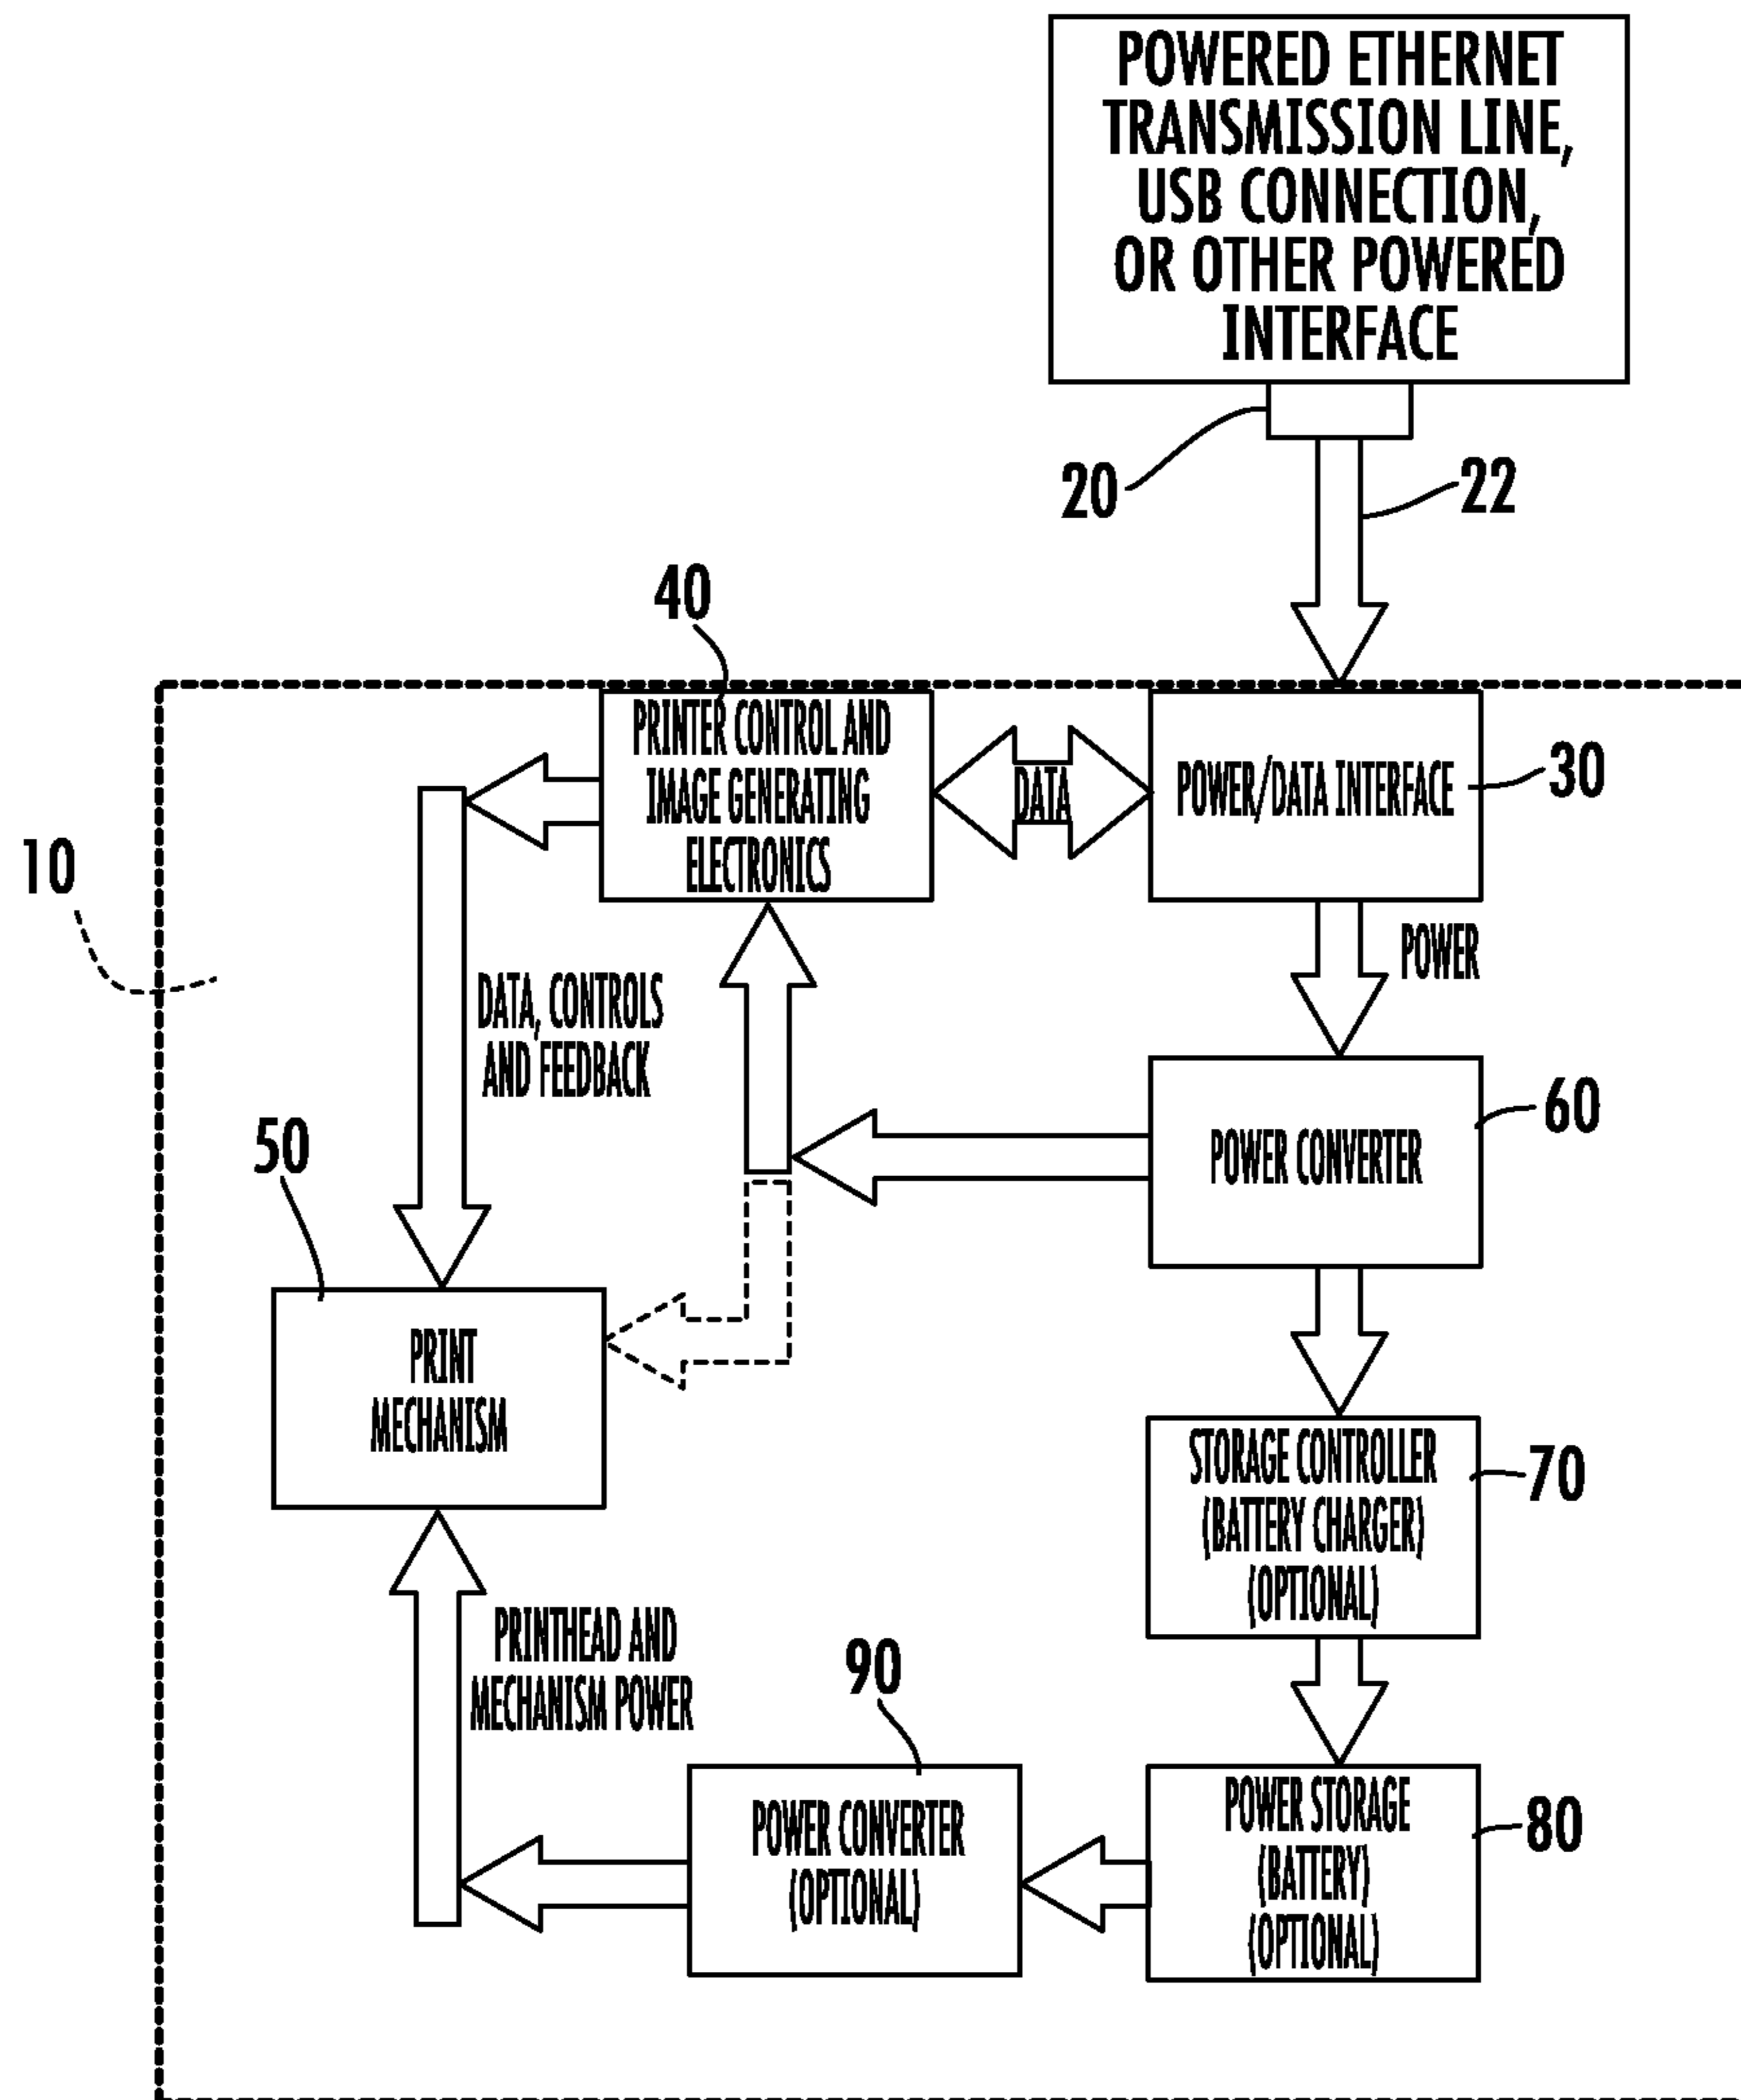 POWERED ETHERNET
TRANSMISSION LINE,
USB CONNECTION,
OR OTHER POWERED
INTERFACE
20
22
40
PRINTER CONTROL AND
IMAGE GENERATING
ELECTRONICS
DATA
POWER/DATA INTERFACE
30
10
POWER
DATA, CONTROLS
AND FEEDBACK
50
POWER CONVERTER
60
PRINT
MECHANISM
STORAGE CONTROLLER
(BATTERY CHARGER)
(OPTIONAL)
70
PRINTHEAD AND
MECHANISM POWER
90
POWER CONVERTER
(OPTIONAL)
POWER STORAGE
(BATTERY)
(OPTIONAL)
80